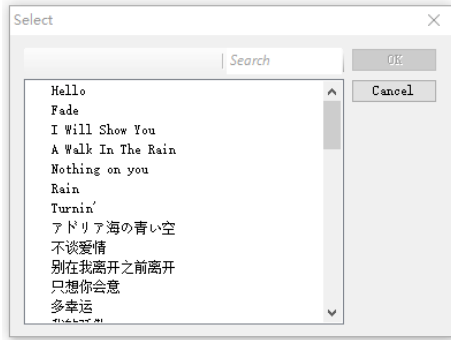 Select
Search
OK
Cancel
Hello
Fade
I Will Show You
A Walk In The Rain
Nothing on you
Rain
Turnin'
アドリア海の青い空
不谈爱情
别在我离开之前离开
只想你会意
多幸运